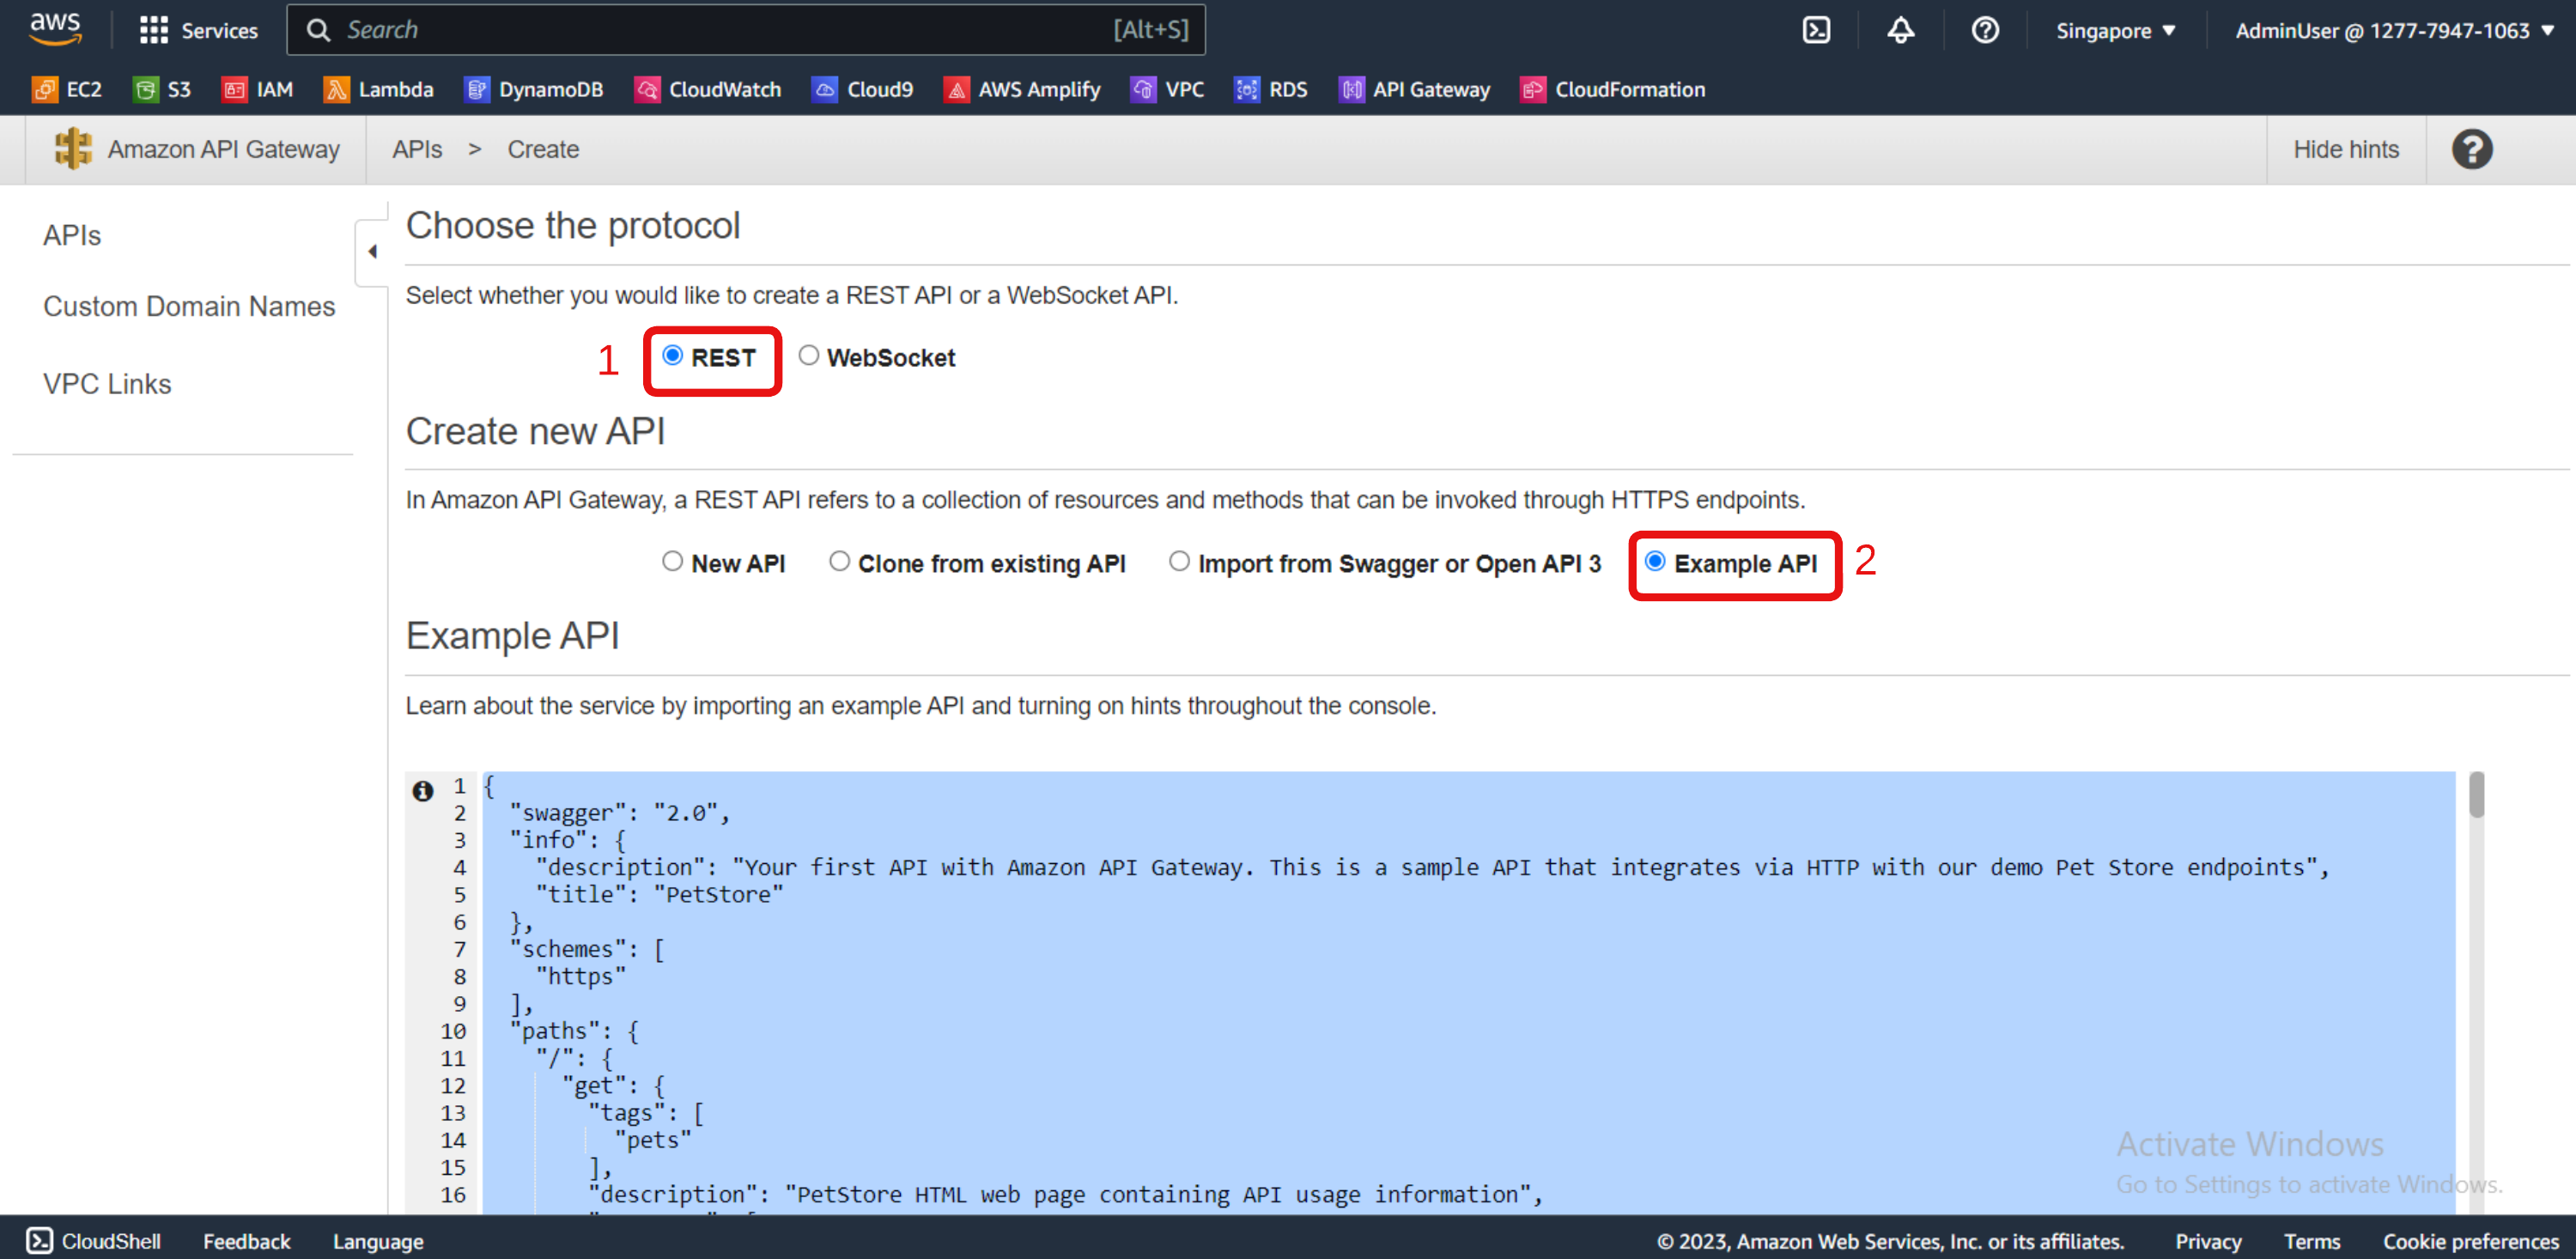 aws Services Search [Alt+S] Singapore ▼ AdminUser @ 1277-7947-1063 ▼
EC2 S3 IAM Lambda DynamoDB CloudWatch Cloud9 AWS Amplify VPC RDS API Gateway CloudFormation
Amazon API Gateway APIs > Create Hide hints
APIs
Custom Domain Names
VPC Links
Choose the protocol
Select whether you would like to create a REST API or a WebSocket API.
1 REST WebSocket
Create new API
In Amazon API Gateway, a REST API refers to a collection of resources and methods that can be invoked through HTTPS endpoints.
New API Clone from existing API Import from Swagger or Open API 3 Example API 2
Example API
Learn about the service by importing an example API and turning on hints throughout the console.
1 {
2 "swagger": "2.0",
3 "info": {
4 "description": "Your first API with Amazon API Gateway. This is a sample API that integrates via HTTP with our demo Pet Store endpoints",
5 "title": "PetStore"
6 },
7 "schemes": [
8 "https"
9 ],
10 "paths": {
11 "/": {
12 "get": {
13 "tags": [
14 "pets"
15 ],
16 "description": "PetStore HTML web page containing API usage information",
Activate Windows
Go to Settings to activate Windows.
CloudShell Feedback Language © 2023, Amazon Web Services, Inc. or its affiliates. Privacy Terms Cookie preferences